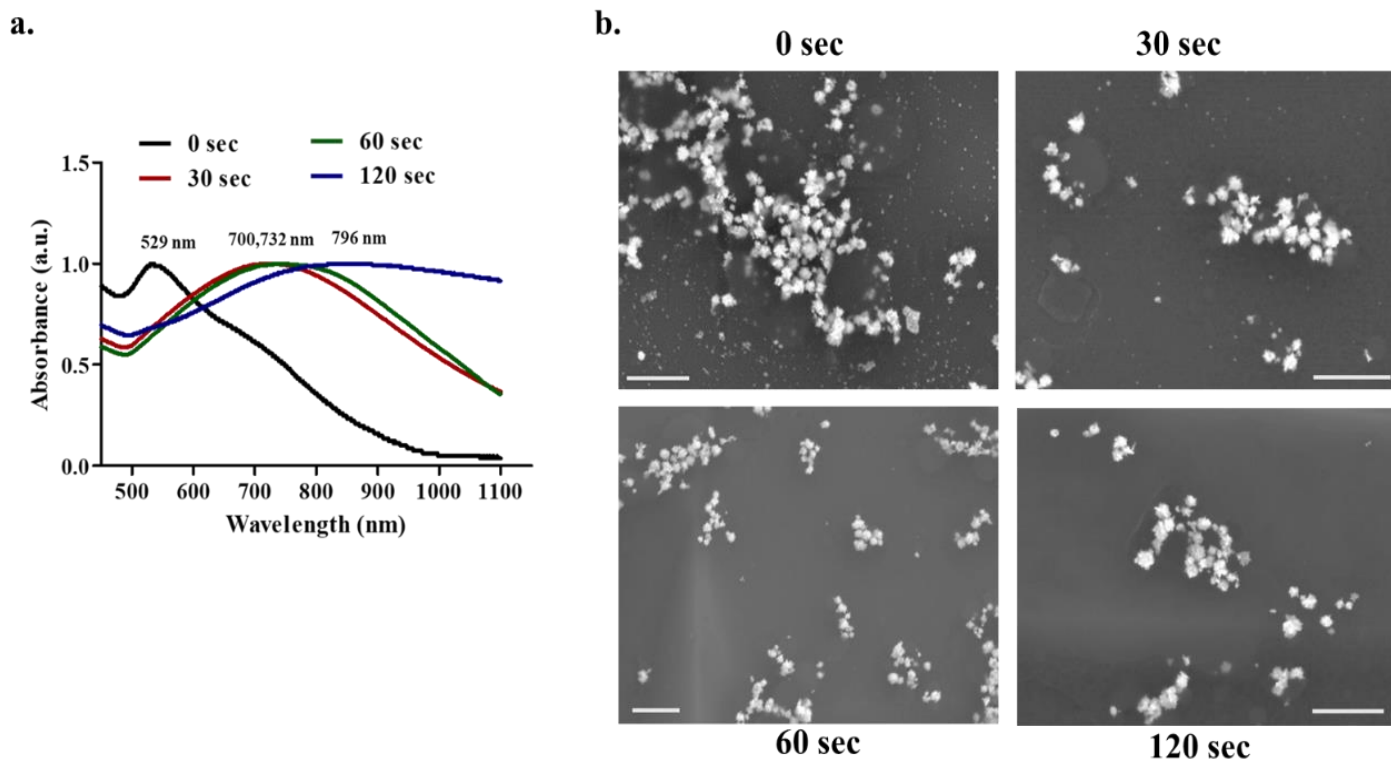 a.
0 sec
60 sec
30 sec
120 sec
529 nm
700,732 nm
796 nm
1.5
1.0
0.5
0.0
Absorbance (a.u.)
500 600 700 800 900 1000 1100
Wavelength (nm)
b.
0 sec
30 sec
60 sec
120 sec